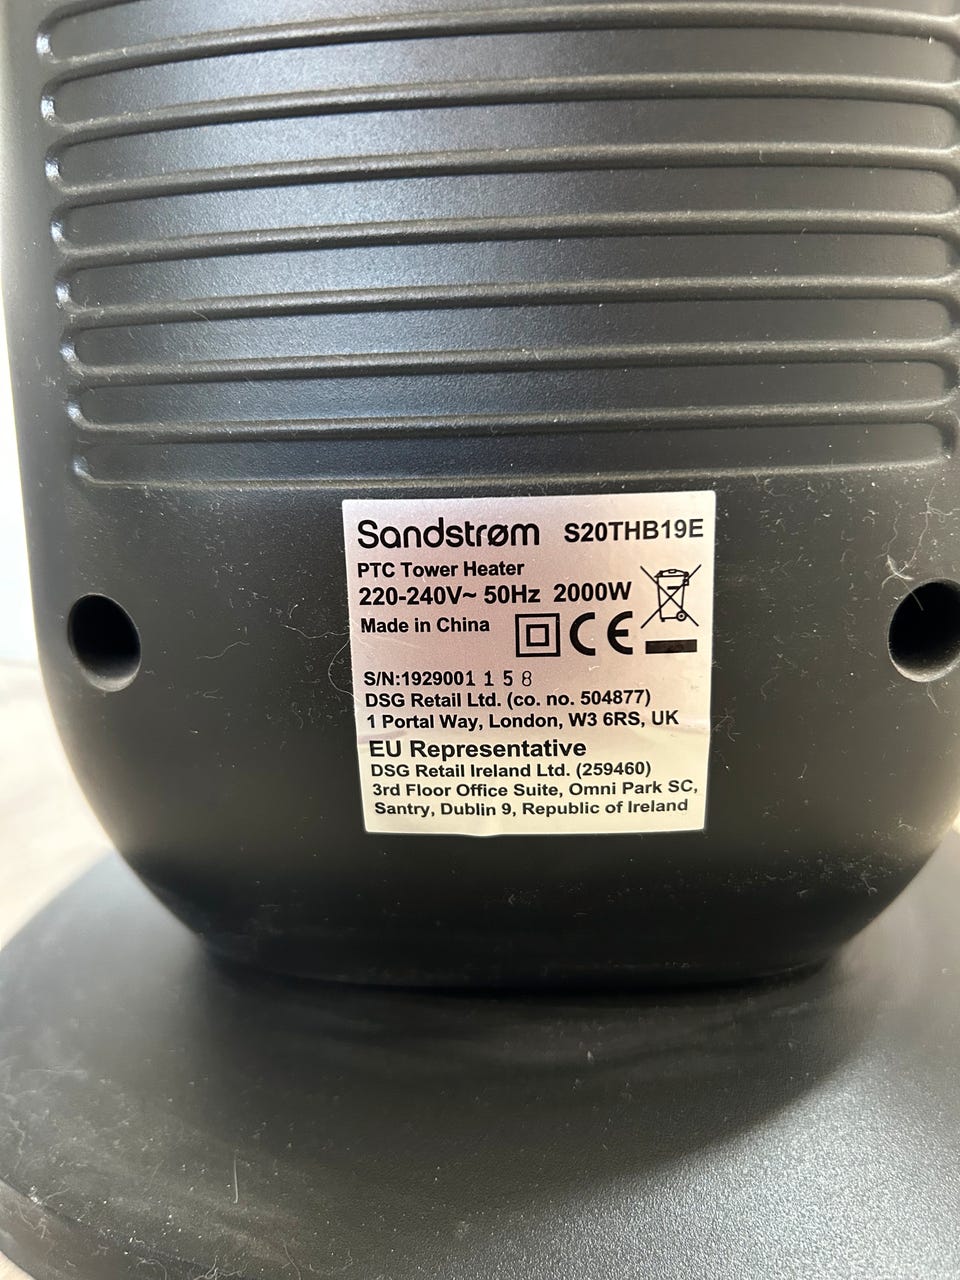 Sandstrøm S20THB19E
PTC Tower Heater
220-240V~ 50Hz 2000W
Made in China CE
S/N:1929001 1 5 8
DSG Retail Ltd. (co. no. 504877)
1 Portal Way, London, W3 6RS, UK
EU Representative
DSG Retail Ireland Ltd. (259460)
3rd Floor Office Suite, Omni Park SC,
Santry, Dublin 9, Republic of Ireland